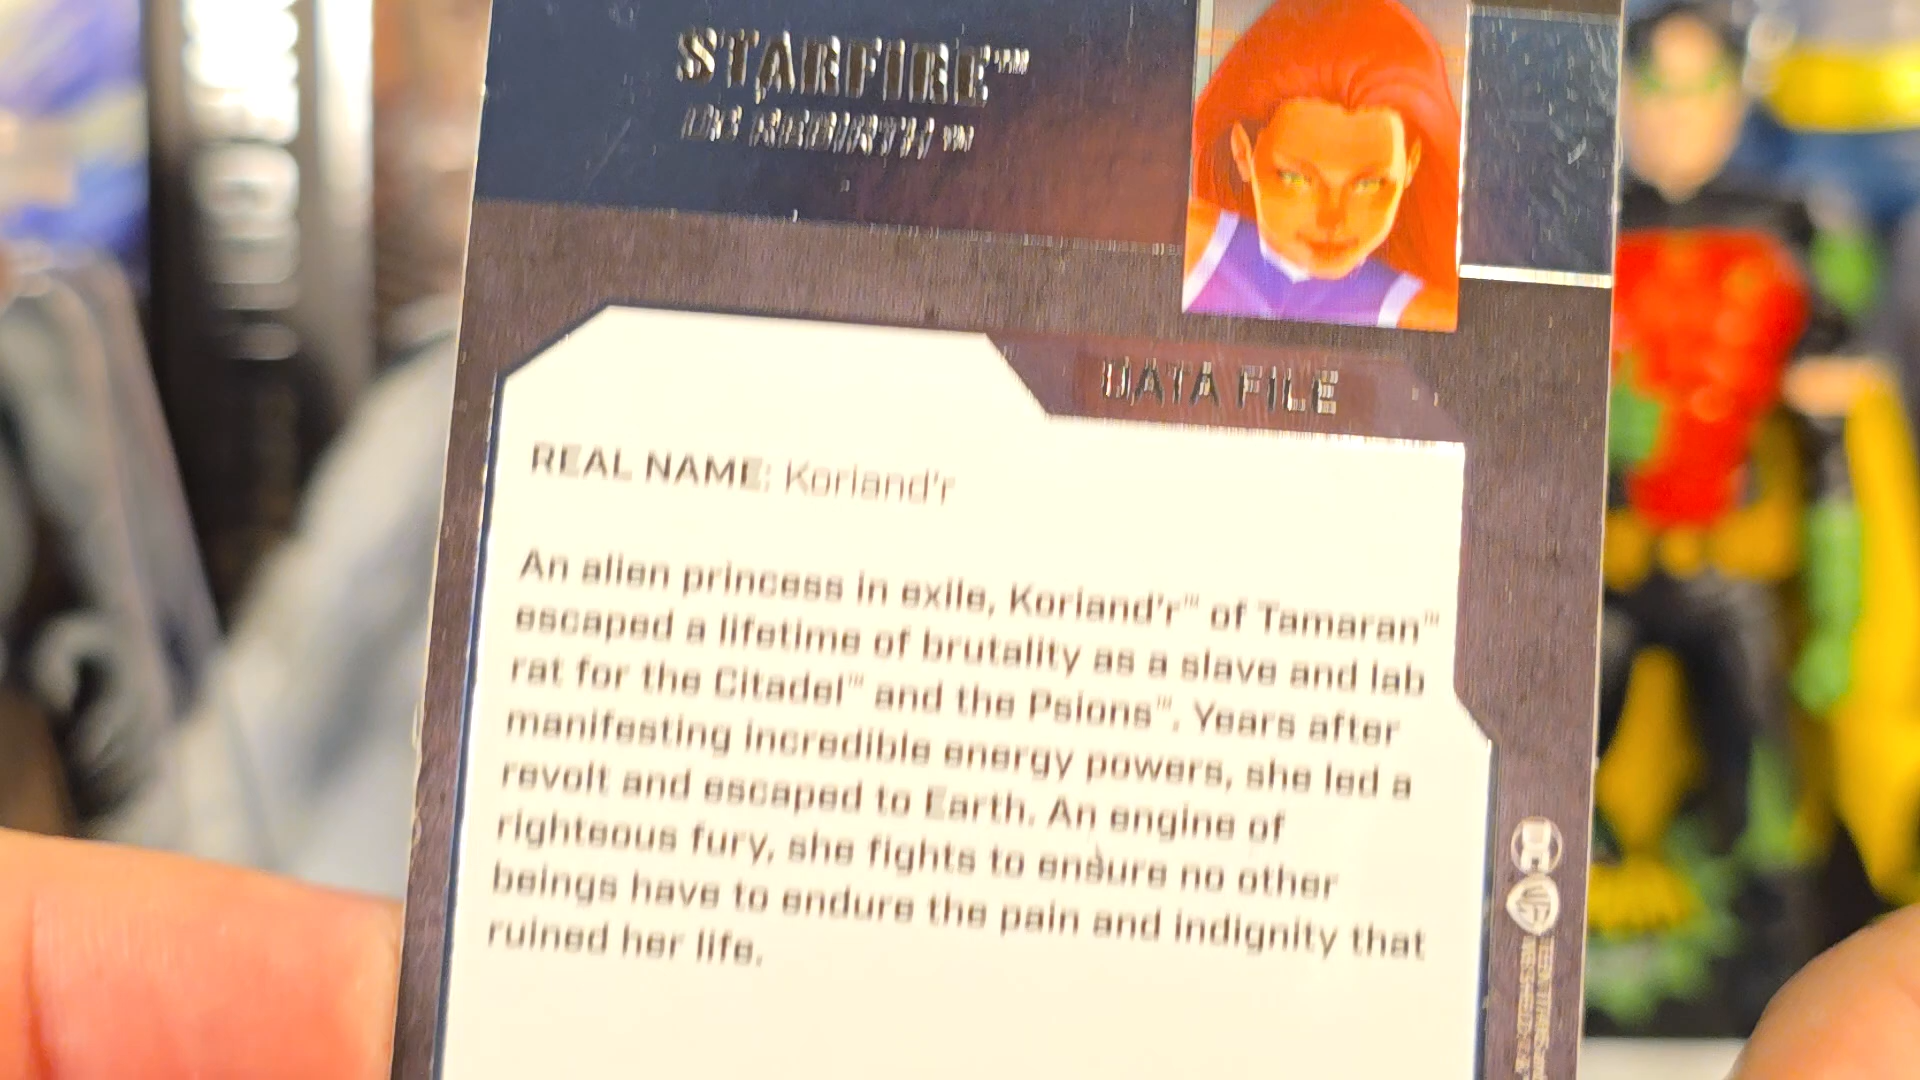 STARFIRE™
DC REBIRTH™
DATA FILE
REAL NAME: Koriand'r
An alien princess in exile, Koriand'r™ of Tamaran™
escaped a lifetime of brutality as a slave and lab
rat for the Citadel™ and the Psions™. Years after
manifesting incredible energy powers, she led a
revolt and escaped to Earth. An engine of
righteous fury, she fights to ensure no other
beings have to endure the pain and indignity that
ruined her life.
DC